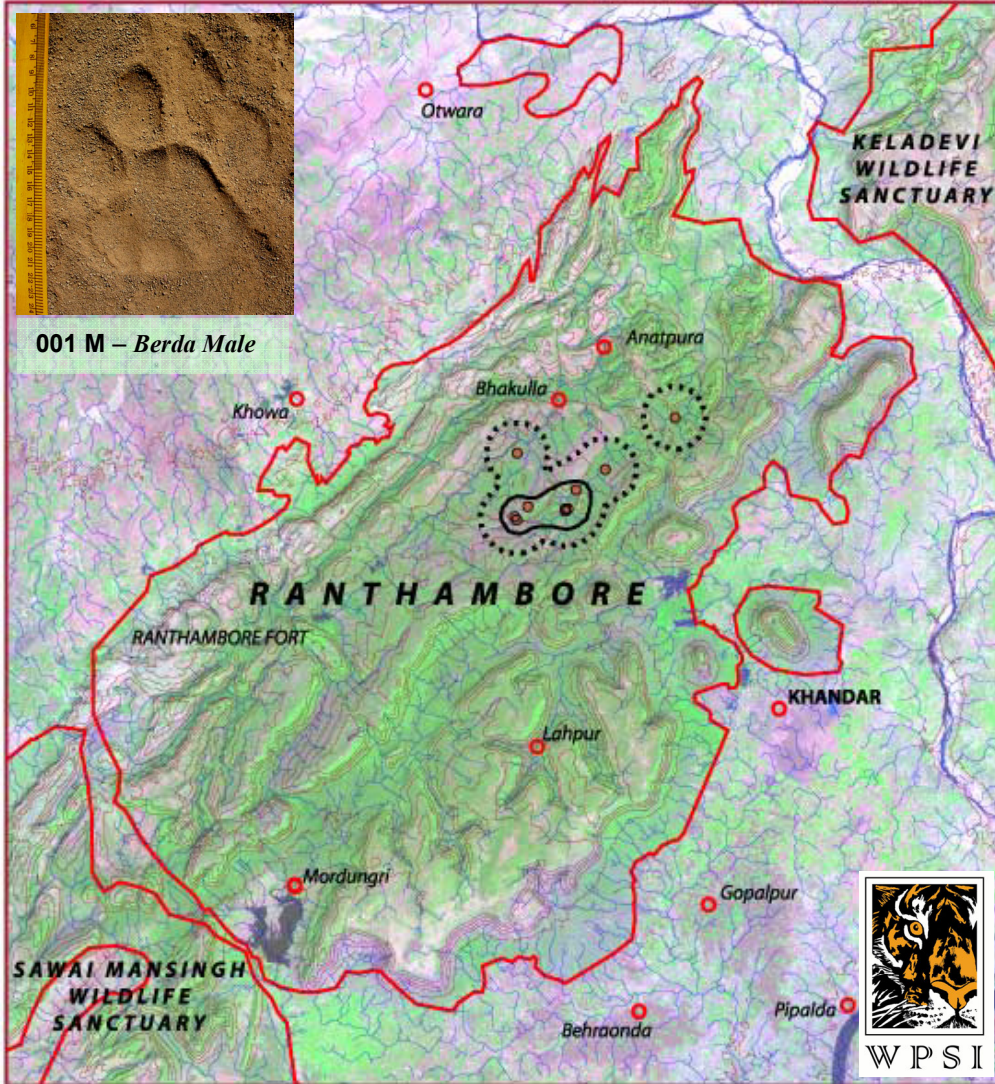 Otwara
KELADEVI
WILDLIFE
SANCTUARY
001 M – Berda Male
Anatpura
Bhakulla
Khowa
RANTHAMBORE
RANTHAMBORE FORT
KHANDAR
Lahpur
Mordungri
Gopalpur
SAWAI MANSINGH
WILDLIFE
SANCTUARY
Behraonda
Pipalda
WPSI